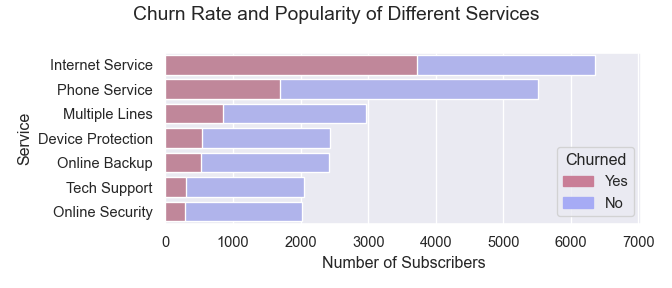 Churn Rate and Popularity of Different Services
Internet Service
Phone Service
Multiple Lines
Device Protection
Online Backup
Tech Support
Online Security
Service
Churned
Yes
No
0 1000 2000 3000 4000 5000 6000 7000
Number of Subscribers